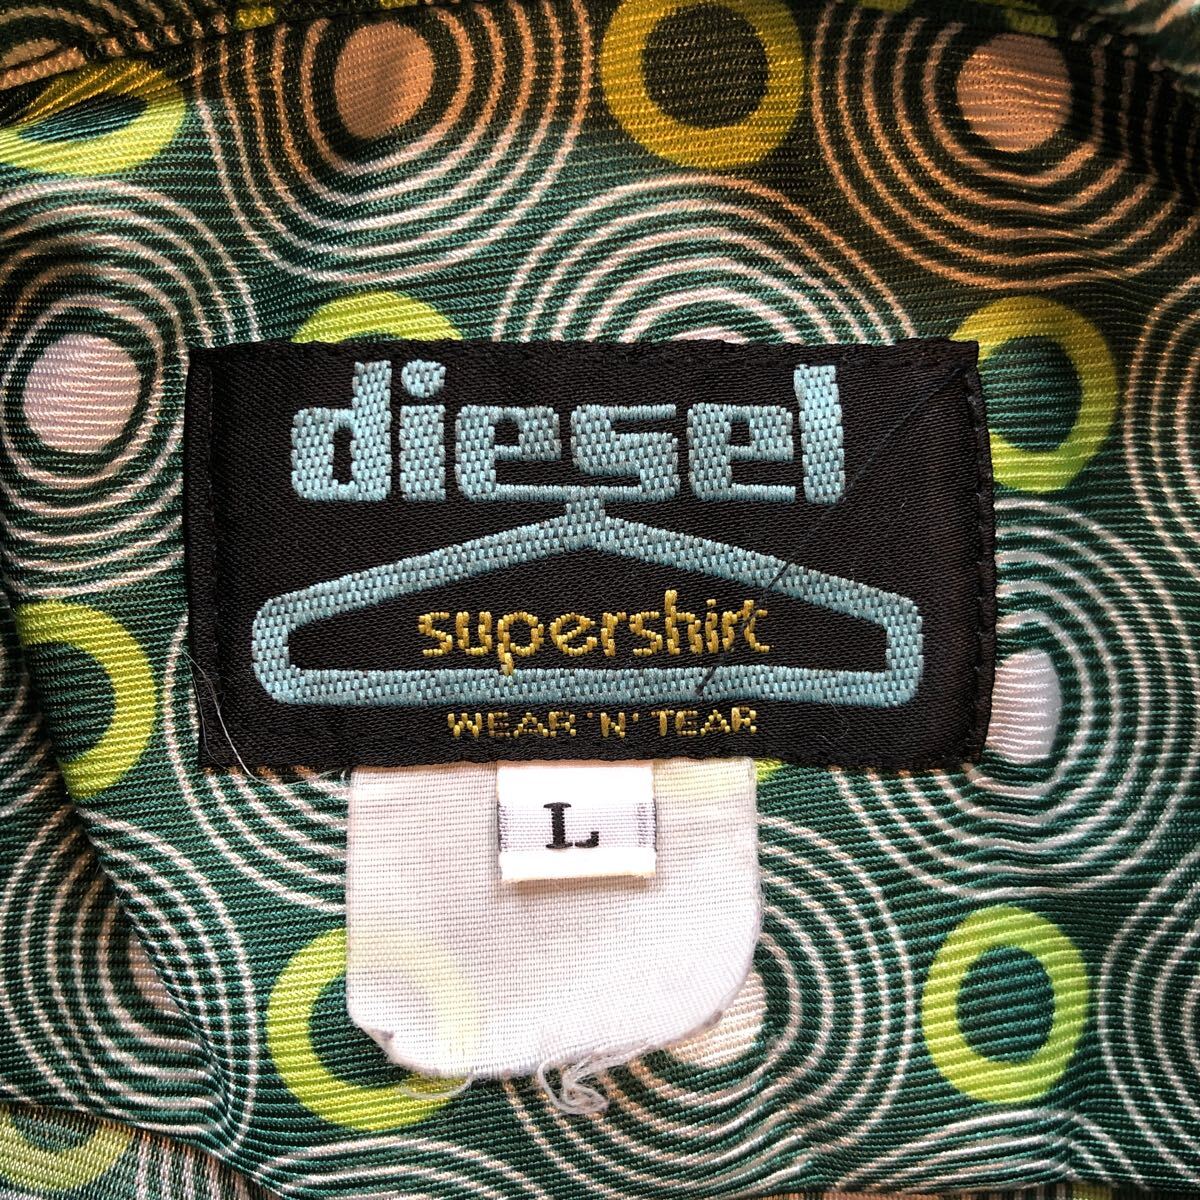 diesel
supershirt
WEAR 'N' TEAR
L